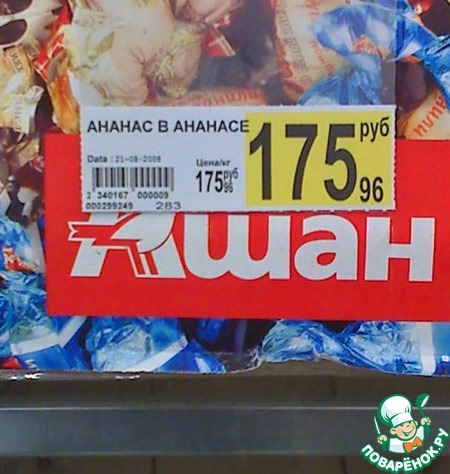 АНАНАС В АНАНАСЕ
175 руб 96
Data : 21-08-2008
Цена/кг
175 руб 96
2 340167 000009
000299249 283
Ашан
ПОВАРЁНОК.РУ